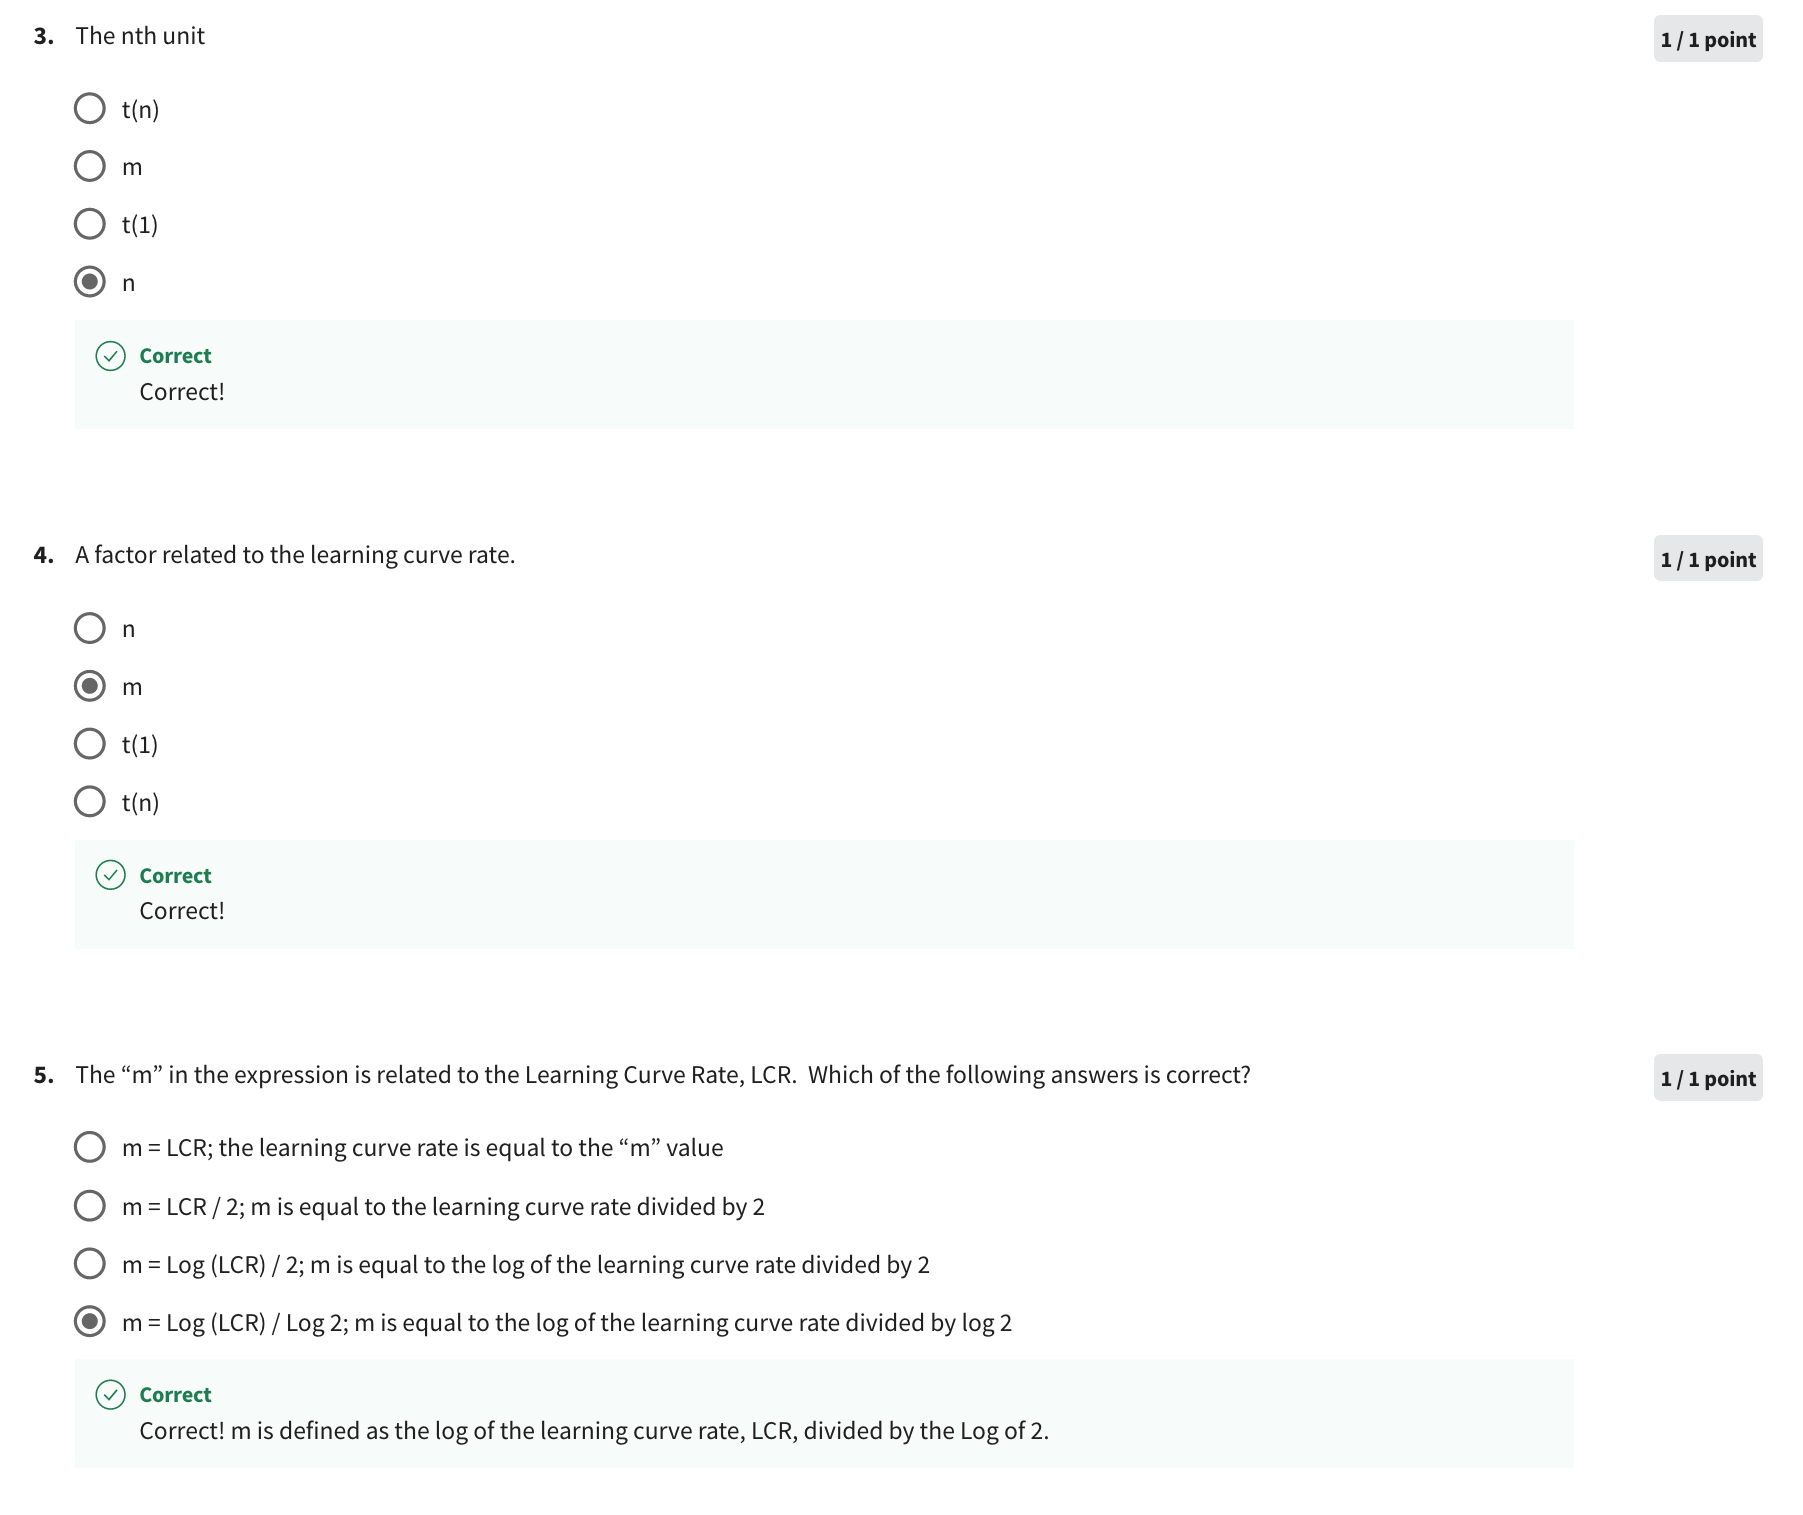 3. The nth unit
1 / 1 point
t(n)
m
t(1)
n
Correct
Correct!
4. A factor related to the learning curve rate.
1 / 1 point
n
m
t(1)
t(n)
Correct
Correct!
5. The “m” in the expression is related to the Learning Curve Rate, LCR.  Which of the following answers is correct?
1 / 1 point
m = LCR; the learning curve rate is equal to the “m” value
m = LCR / 2; m is equal to the learning curve rate divided by 2
m = Log (LCR) / 2; m is equal to the log of the learning curve rate divided by 2
m = Log (LCR) / Log 2; m is equal to the log of the learning curve rate divided by log 2
Correct
Correct! m is defined as the log of the learning curve rate, LCR, divided by the Log of 2.